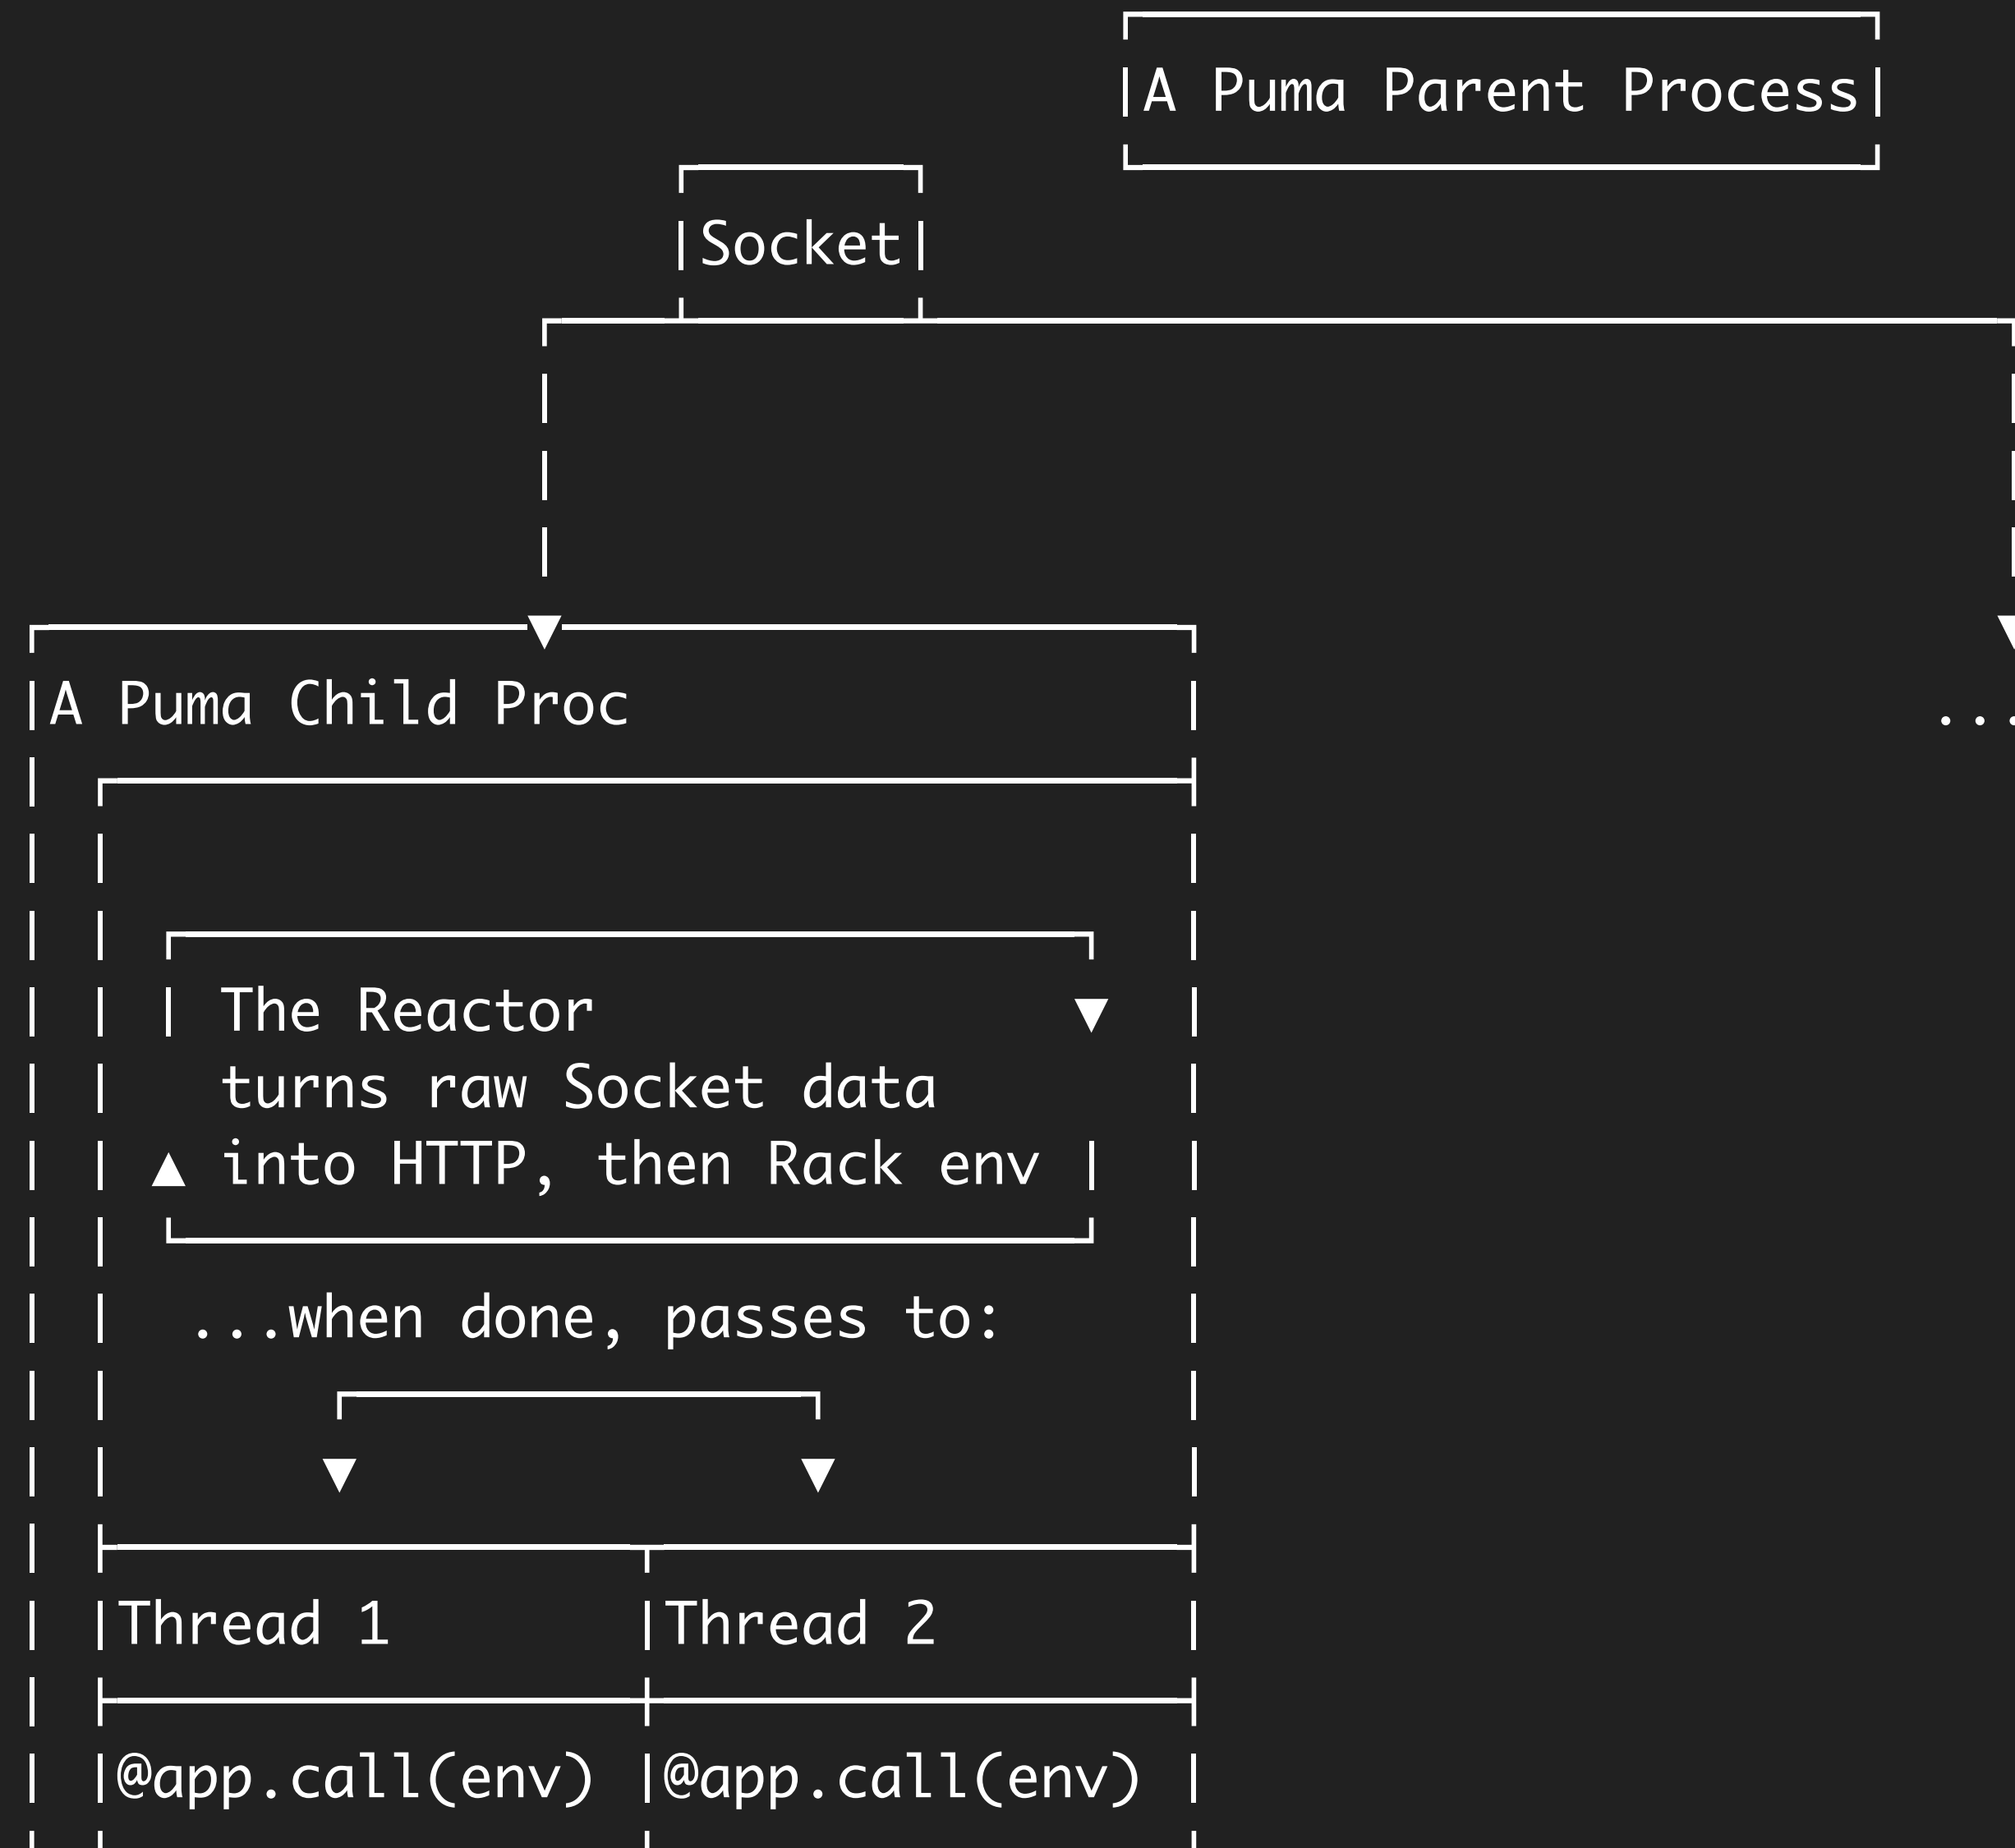 A Puma Parent Process
Socket
A Puma Child Proc
...
The Reactor
turns raw Socket data
into HTTP, then Rack env
...when done, passes to:
Thread 1 Thread 2
@app.call(env) @app.call(env)